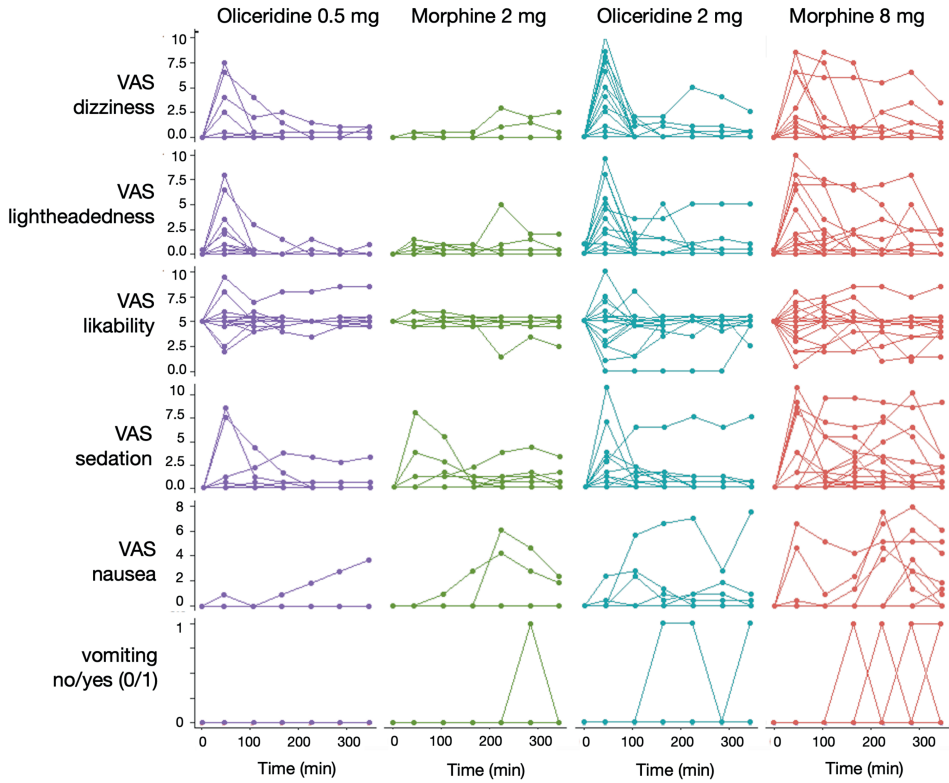 Oliceridine 0.5 mg Morphine 2 mg Oliceridine 2 mg Morphine 8 mg
VAS
dizziness
10
7.5
5
2.5
0.0
VAS
lightheadedness
10
7.5
5
2.5
0.0
VAS
likability
10
7.5
5
2.5
0.0
VAS
sedation
10
7.5
5
2.5
0.0
VAS
nausea
8
6
4
2
0
vomiting
no/yes (0/1)
1
0
0 100 200 300 0 100 200 300 0 100 200 300 0 100 200 300
Time (min) Time (min) Time (min) Time (min)